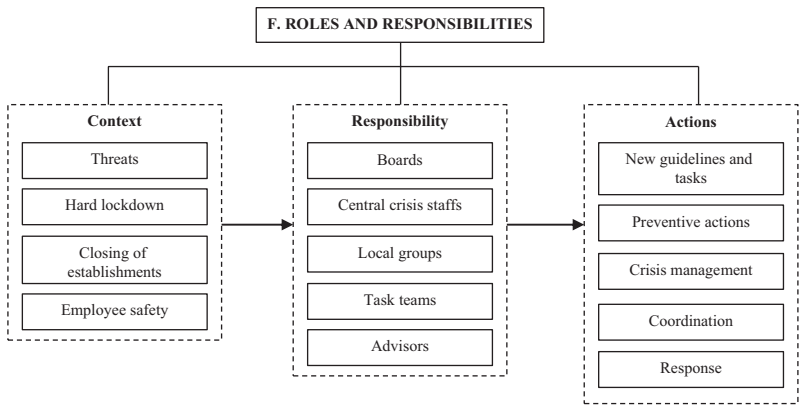 F. ROLES AND RESPONSIBILITIES
Context
Threats
Hard lockdown
Closing of
establishments
Employee safety
Responsibility
Boards
Central crisis staffs
Local groups
Task teams
Advisors
Actions
New guidelines and
tasks
Preventive actions
Crisis management
Coordination
Response